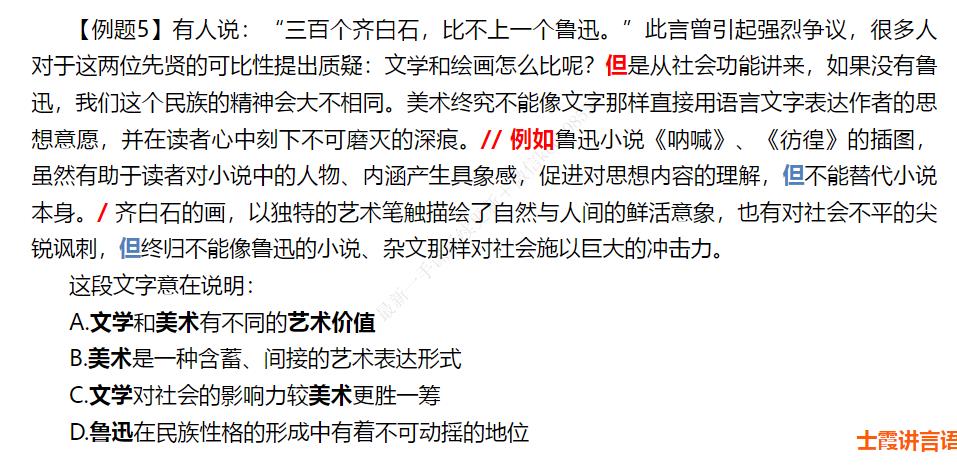 【例题5】有人说：“三百个齐白石，比不上一个鲁迅。”此言曾引起强烈争议，很多人
对于这两位先贤的可比性提出质疑：文学和绘画怎么比呢？但是从社会功能讲来，如果没有鲁
迅，我们这个民族的精神会大不相同。美术终究不能像文字那样直接用语言文字表达作者的思
想意愿，并在读者心中刻下不可磨灭的深痕。// 例如鲁迅小说《呐喊》、《彷徨》的插图，
虽然有助于读者对小说中的人物、内涵产生具象感，促进对思想内容的理解，但不能替代小说
本身。/ 齐白石的画，以独特的艺术笔触描绘了自然与人间的鲜活意象，也有对社会不平的尖
锐讽刺，但终归不能像鲁迅的小说、杂文那样对社会施以巨大的冲击力。
这段文字意在说明：
A.文学和美术有不同的艺术价值
B.美术是一种含蓄、间接的艺术表达形式
C.文学对社会的影响力较美术更胜一筹
D.鲁迅在民族性格的形成中有着不可动摇的地位
士霞讲言语